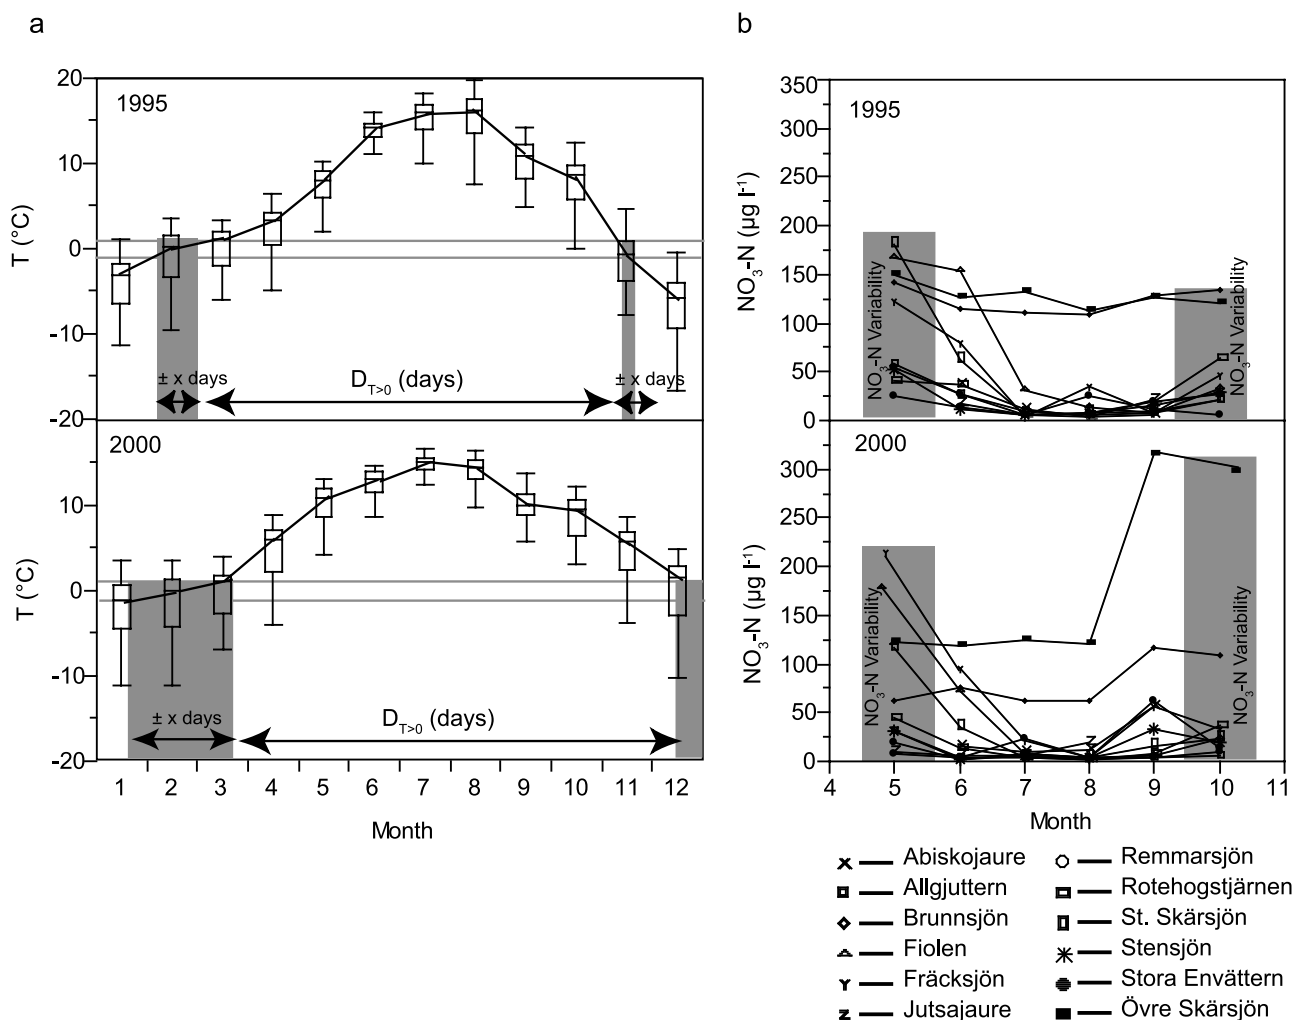 a
b
T (°C)
20
10
0
-10
-20
1995
± x days
D_T>0 (days)
± x days
T (°C)
10
0
-10
-20
2000
± x days
D_T>0 (days)
1 2 3 4 5 6 7 8 9 10 11 12
Month
NO₃-N (µg l⁻¹)
350
300
250
200
150
100
50
0
1995
NO₃-N Variability
NO₃-N Variability
NO₃-N (µg l⁻¹)
300
250
200
150
100
50
0
2000
NO₃-N Variability
NO₃-N Variability
4 5 6 7 8 9 10 11
Month
Abiskojaure
Allgjuttern
Brunnsjön
Fiolen
Fräcksjön
Jutsajaure
Remmarsjön
Rotehogstjärnen
St. Skärsjön
Stensjön
Stora Envättern
Övre Skärsjön